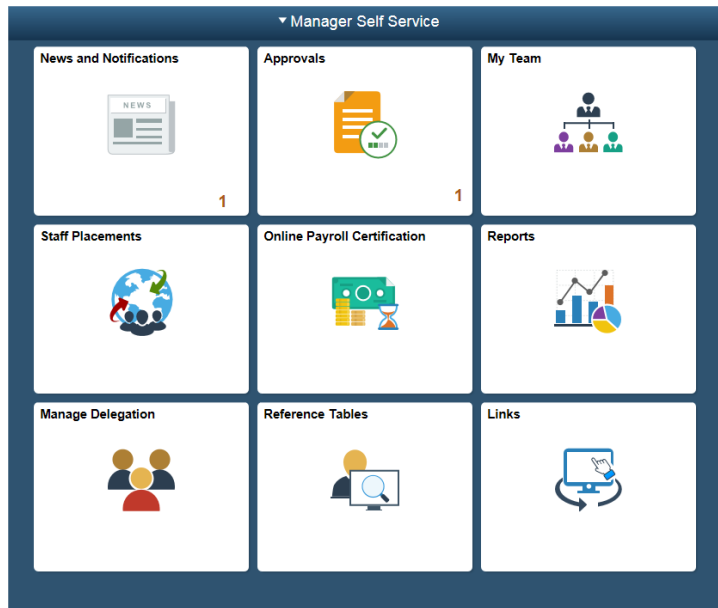 Manager Self Service
News and Notifications
Approvals
My Team
NEWS
1
1
Staff Placements
Online Payroll Certification
Reports
Manage Delegation
Reference Tables
Links